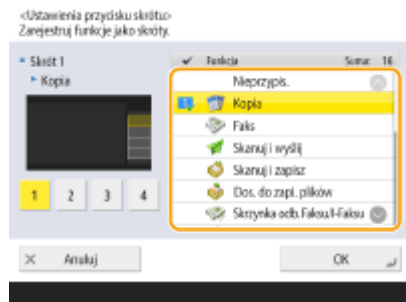 <Ustawienia przycisku skrótu>
Zarejestruj funkcje jako skróty.
Skrót 1
Kopia
Funkcja Suma: 16
Nieprzypis.
1 Kopia
Faks
Skanuj i wyślij
Skanuj i zapisz
Dos. do zapi. plików
Skrzynka odb. Faksu/I-Faksu
1 2 3 4
Anuluj
OK